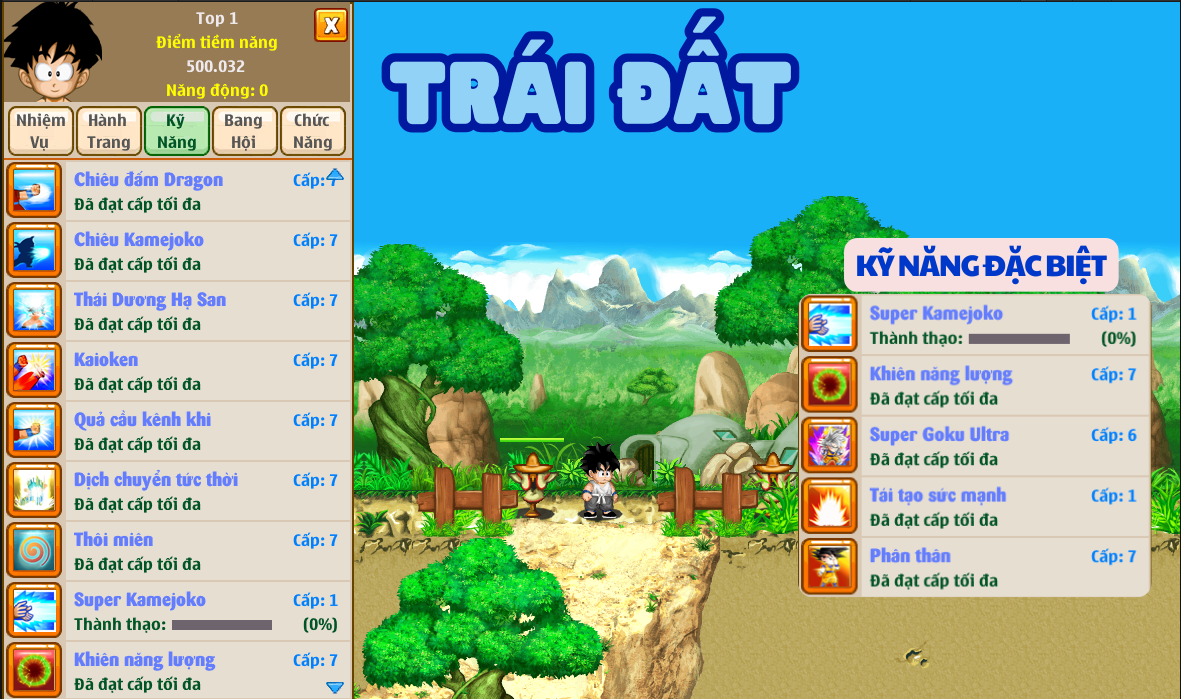 Top 1
Điểm tiềm năng
500.032
Năng động: 0
X
Nhiệm Vụ
Hành Trang
Kỹ Năng
Bang Hội
Chức Năng
Chiêu đấm Dragon Cấp: 7
Đã đạt cấp tối đa
Chiêu Kamejoko Cấp: 7
Đã đạt cấp tối đa
Thái Dương Hạ San Cấp: 7
Đã đạt cấp tối đa
Kaioken Cấp: 7
Đã đạt cấp tối đa
Quả cầu kênh khi Cấp: 7
Đã đạt cấp tối đa
Dịch chuyển tức thời Cấp: 7
Đã đạt cấp tối đa
Thôi miên Cấp: 7
Đã đạt cấp tối đa
Super Kamejoko Cấp: 1
Thành thạo: (0%)
Khiên năng lượng Cấp: 7
Đã đạt cấp tối đa
TRÁI ĐẤT
KỸ NĂNG ĐẶC BIỆT
Super Kamejoko Cấp: 1
Thành thạo: (0%)
Khiên năng lượng Cấp: 7
Đã đạt cấp tối đa
Super Goku Ultra Cấp: 6
Đã đạt cấp tối đa
Tái tạo sức mạnh Cấp: 1
Đã đạt cấp tối đa
Phân thân Cấp: 7
Đã đạt cấp tối đa